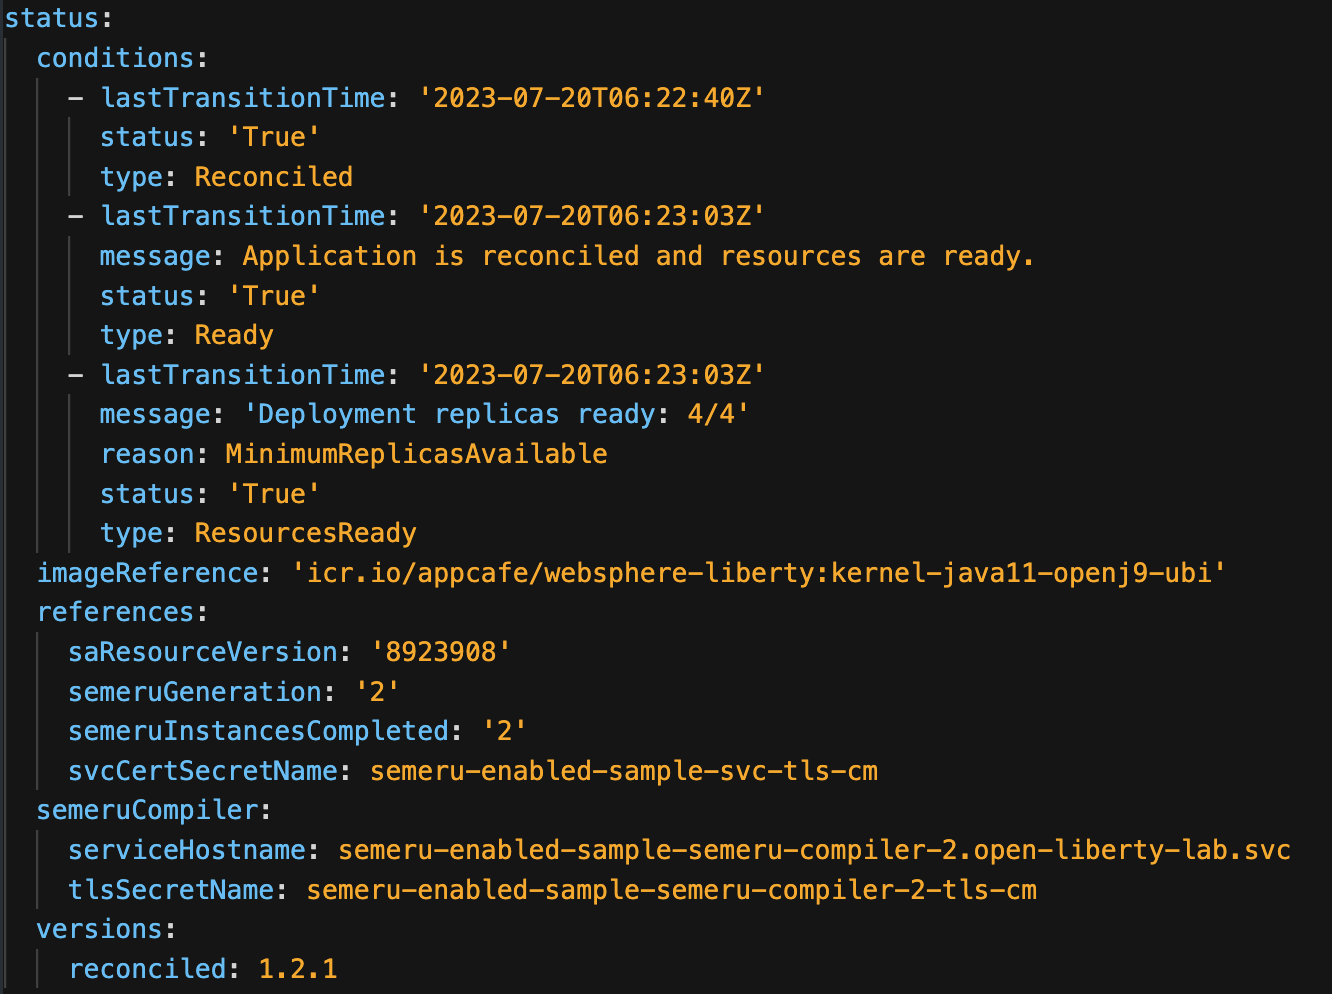 status:
conditions:
- lastTransitionTime: '2023-07-20T06:22:40Z'
status: 'True'
type: Reconciled
- lastTransitionTime: '2023-07-20T06:23:03Z'
message: Application is reconciled and resources are ready.
status: 'True'
type: Ready
- lastTransitionTime: '2023-07-20T06:23:03Z'
message: 'Deployment replicas ready: 4/4'
reason: MinimumReplicasAvailable
status: 'True'
type: ResourcesReady
imageReference: 'icr.io/appcafe/websphere-liberty:kernel-java11-openj9-ubi'
references:
saResourceVersion: '8923908'
semeruGeneration: '2'
semeruInstancesCompleted: '2'
svcCertSecretName: semeru-enabled-sample-svc-tls-cm
semeruCompiler:
serviceHostname: semeru-enabled-sample-semeru-compiler-2.open-liberty-lab.svc
tlsSecretName: semeru-enabled-sample-semeru-compiler-2-tls-cm
versions:
reconciled: 1.2.1